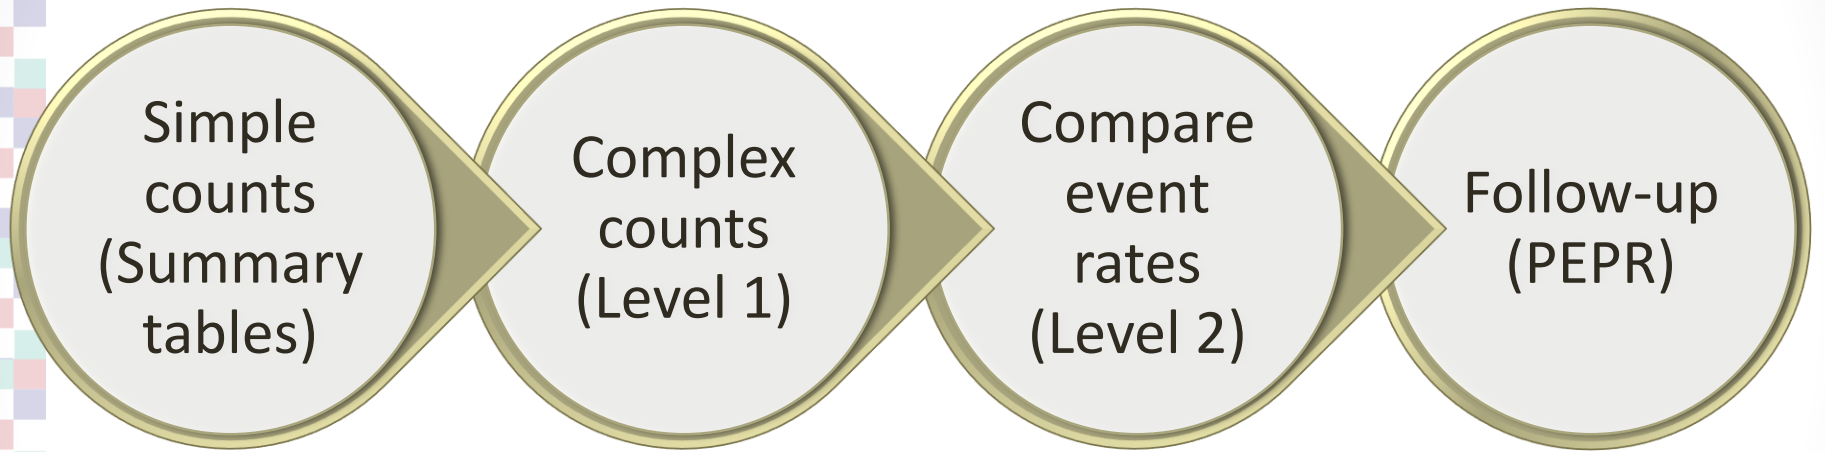 Simple
counts
(Summary
tables)
Complex
counts
(Level 1)
Compare
event
rates
(Level 2)
Follow-up
(PEPR)